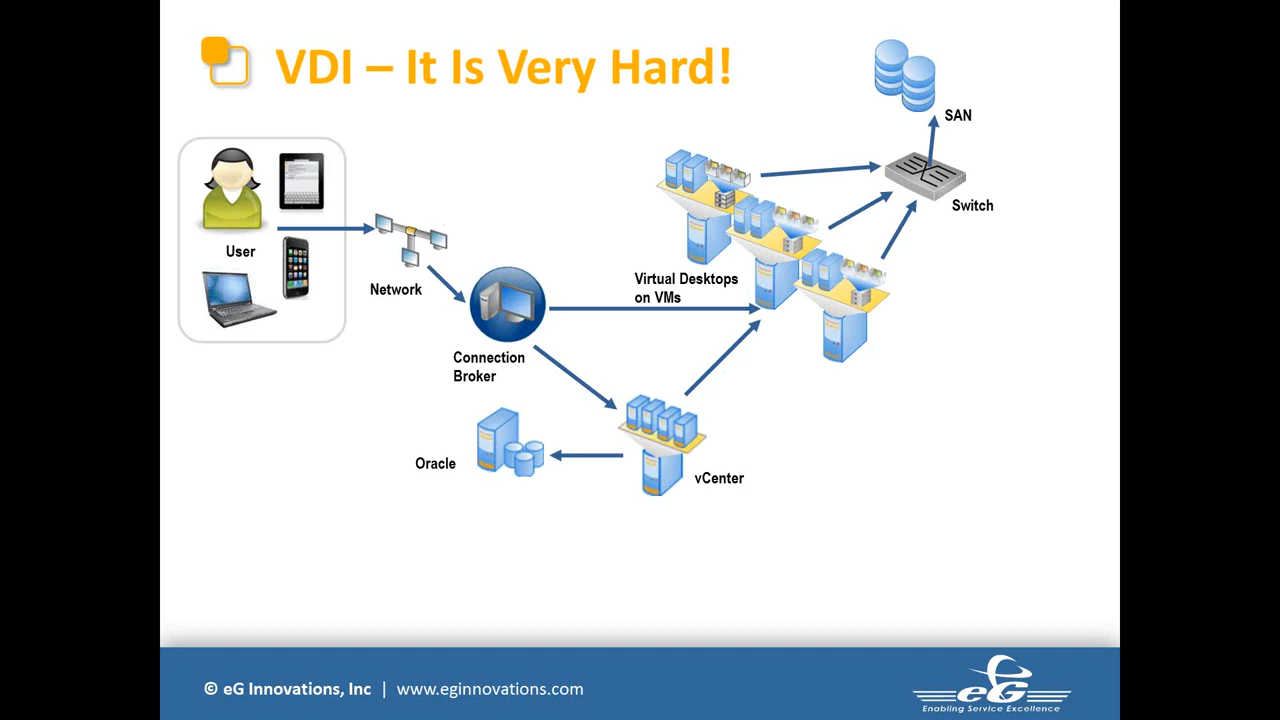 VDI – It Is Very Hard!
SAN
Switch
User
Network
Virtual Desktops
on VMs
Connection
Broker
Oracle
vCenter
© eG Innovations, Inc | www.eginnovations.com
eG
Enabling Service Excellence